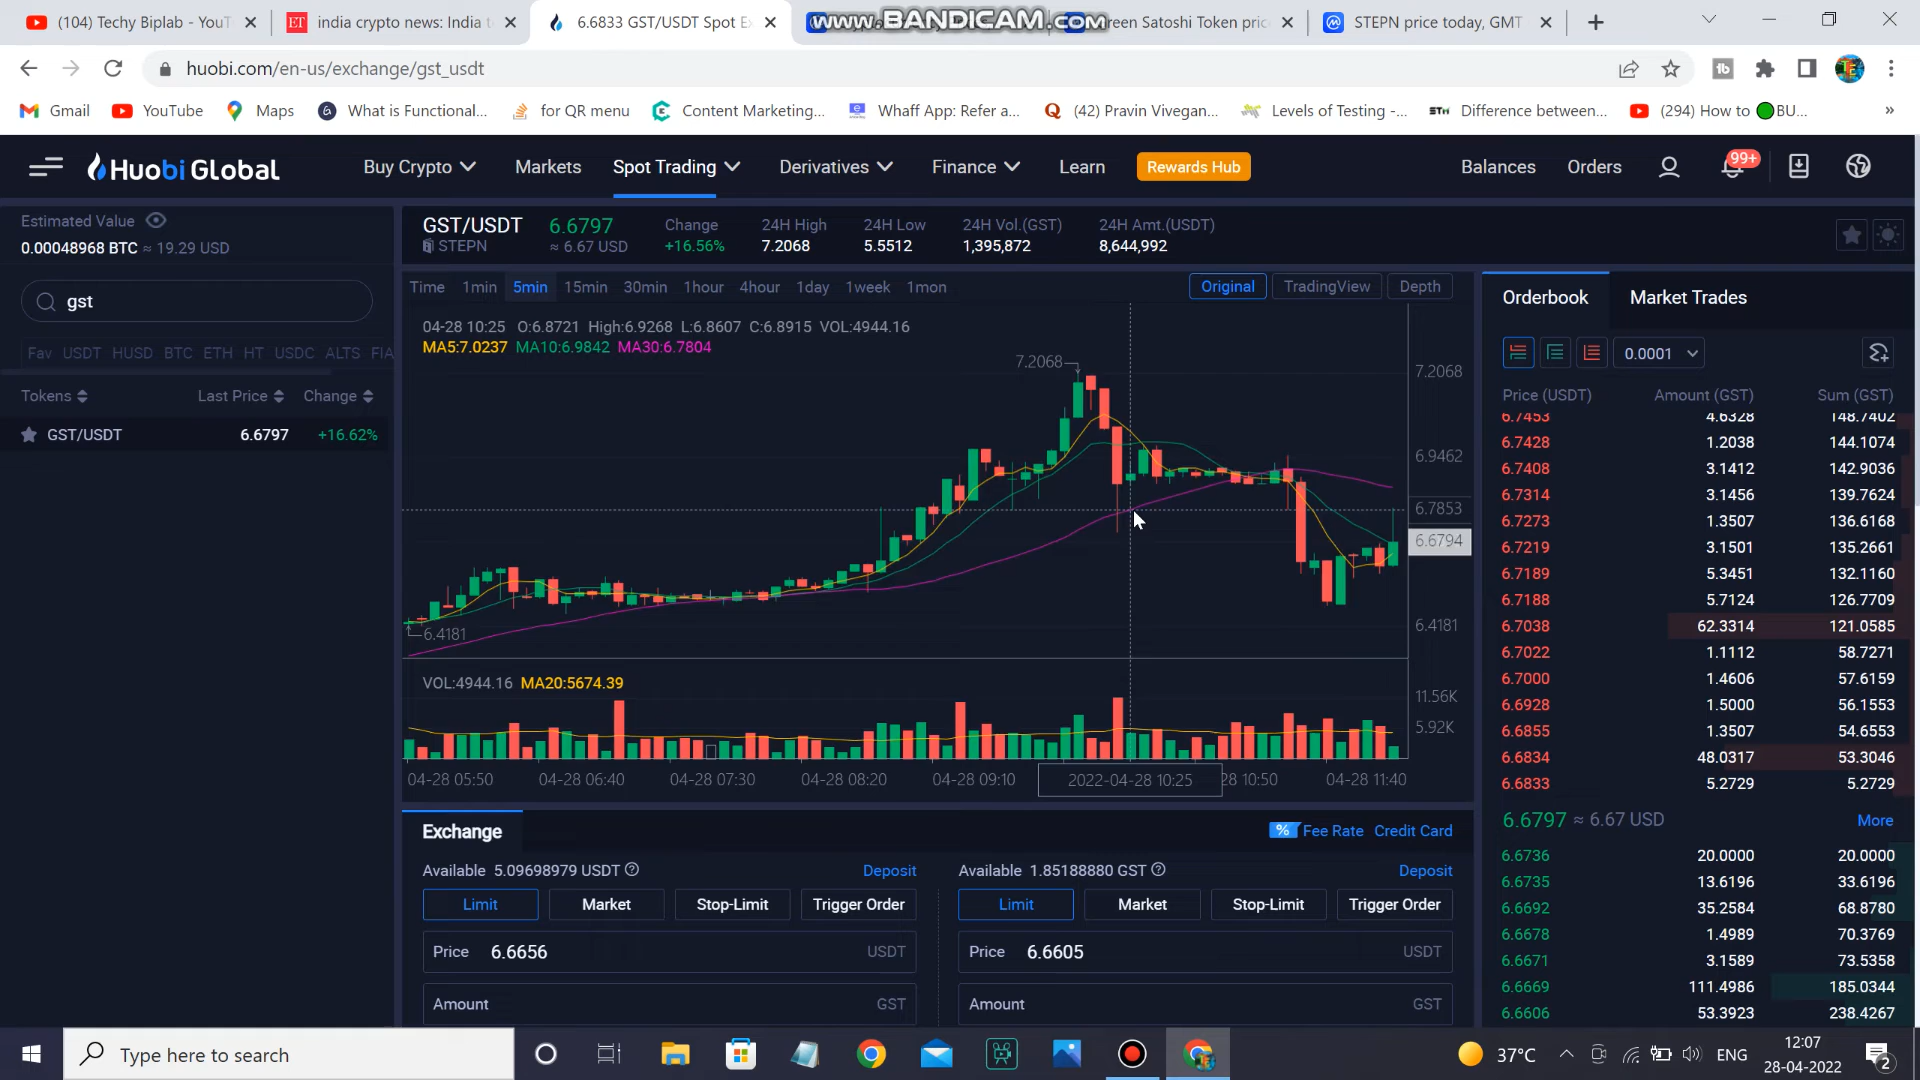 (104) Techy Biplab - YouT
india crypto news: India t
6.6833 GST/USDT Spot E
www.BANDICAM.com
reen Satoshi Token pric
STEPN price today, GMT
huobi.com/en-us/exchange/gst_usdt
Gmail
YouTube
Maps
What is Functional...
for QR menu
Content Marketing...
Whaff App: Refer a...
(42) Pravin Vivegan...
Levels of Testing -...
STH
Difference between...
(294) How to 🟢BU...
»
Huobi Global
Buy Crypto
Markets
Spot Trading
Derivatives
Finance
Learn
Rewards Hub
Balances
Orders
99+
Estimated Value
0.00048968 BTC ≈ 19.29 USD
gst
Fav USDT HUSD BTC ETH HT USDC ALTS FIA
Tokens Last Price Change
GST/USDT 6.6797 +16.62%
GST/USDT 6.6797 Change 24H High 24H Low 24H Vol.(GST) 24H Amt.(USDT)
STEPN ≈ 6.67 USD +16.56% 7.2068 5.5512 1,395,872 8,644,992
Time 1min 5min 15min 30min 1hour 4hour 1day 1week 1mon
Original TradingView Depth
04-28 10:25 O:6.8721 High:6.9268 L:6.8607 C:6.8915 VOL:4944.16
MA5:7.0237 MA10:6.9842 MA30:6.7804
7.2068
7.2068
6.9462
6.7853
6.6794
6.4181
6.4181
VOL:4944.16 MA20:5674.39
11.56K
5.92K
04-28 05:50 04-28 06:40 04-28 07:30 04-28 08:20 04-28 09:10 2022-04-28 10:25 28 10:50 04-28 11:40
Exchange
% Fee Rate Credit Card
Available 5.09698979 USDT Deposit
Limit Market Stop-Limit Trigger Order
Price 6.6656 USDT
Amount GST
Available 1.85188880 GST Deposit
Limit Market Stop-Limit Trigger Order
Price 6.6605 USDT
Amount GST
Orderbook Market Trades
0.0001
Price (USDT) Amount (GST) Sum (GST)
6.7453 4.6328 148.7402
6.7428 1.2038 144.1074
6.7408 3.1412 142.9036
6.7314 3.1456 139.7624
6.7273 1.3507 136.6168
6.7219 3.1501 135.2661
6.7189 5.3451 132.1160
6.7188 5.7124 126.7709
6.7038 62.3314 121.0585
6.7022 1.1112 58.7271
6.7000 1.4606 57.6159
6.6928 1.5000 56.1553
6.6855 1.3507 54.6553
6.6834 48.0317 53.3046
6.6833 5.2729 5.2729
6.6797 ≈ 6.67 USD More
6.6736 20.0000 20.0000
6.6735 13.6196 33.6196
6.6692 35.2584 68.8780
6.6678 1.4989 70.3769
6.6671 3.1589 73.5358
6.6669 111.4986 185.0344
6.6606 53.3923 238.4267
Type here to search
37°C
ENG
12:07
28-04-2022
2